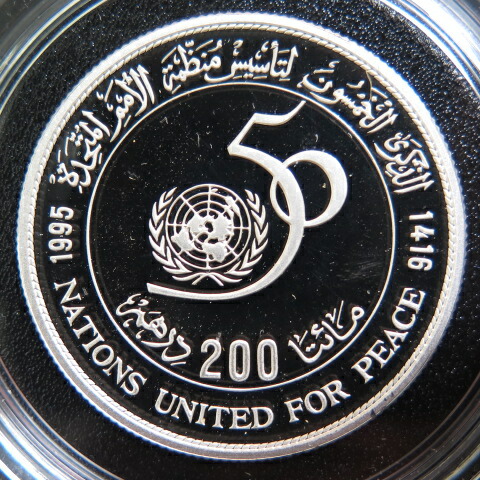 الذكرى الخمسون لتأسيس منظمة الأمم المتحدة
50
مائتا 200 درهم
1995
1416
NATIONS UNITED FOR PEACE